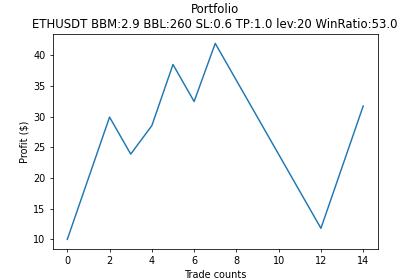 Portfolio
ETHUSDT BBM:2.9 BBL:260 SL:0.6 TP:1.0 lev:20 WinRatio:53.0
Profit ($)
40
35
30
25
20
15
10
0 2 4 6 8 10 12 14
Trade counts